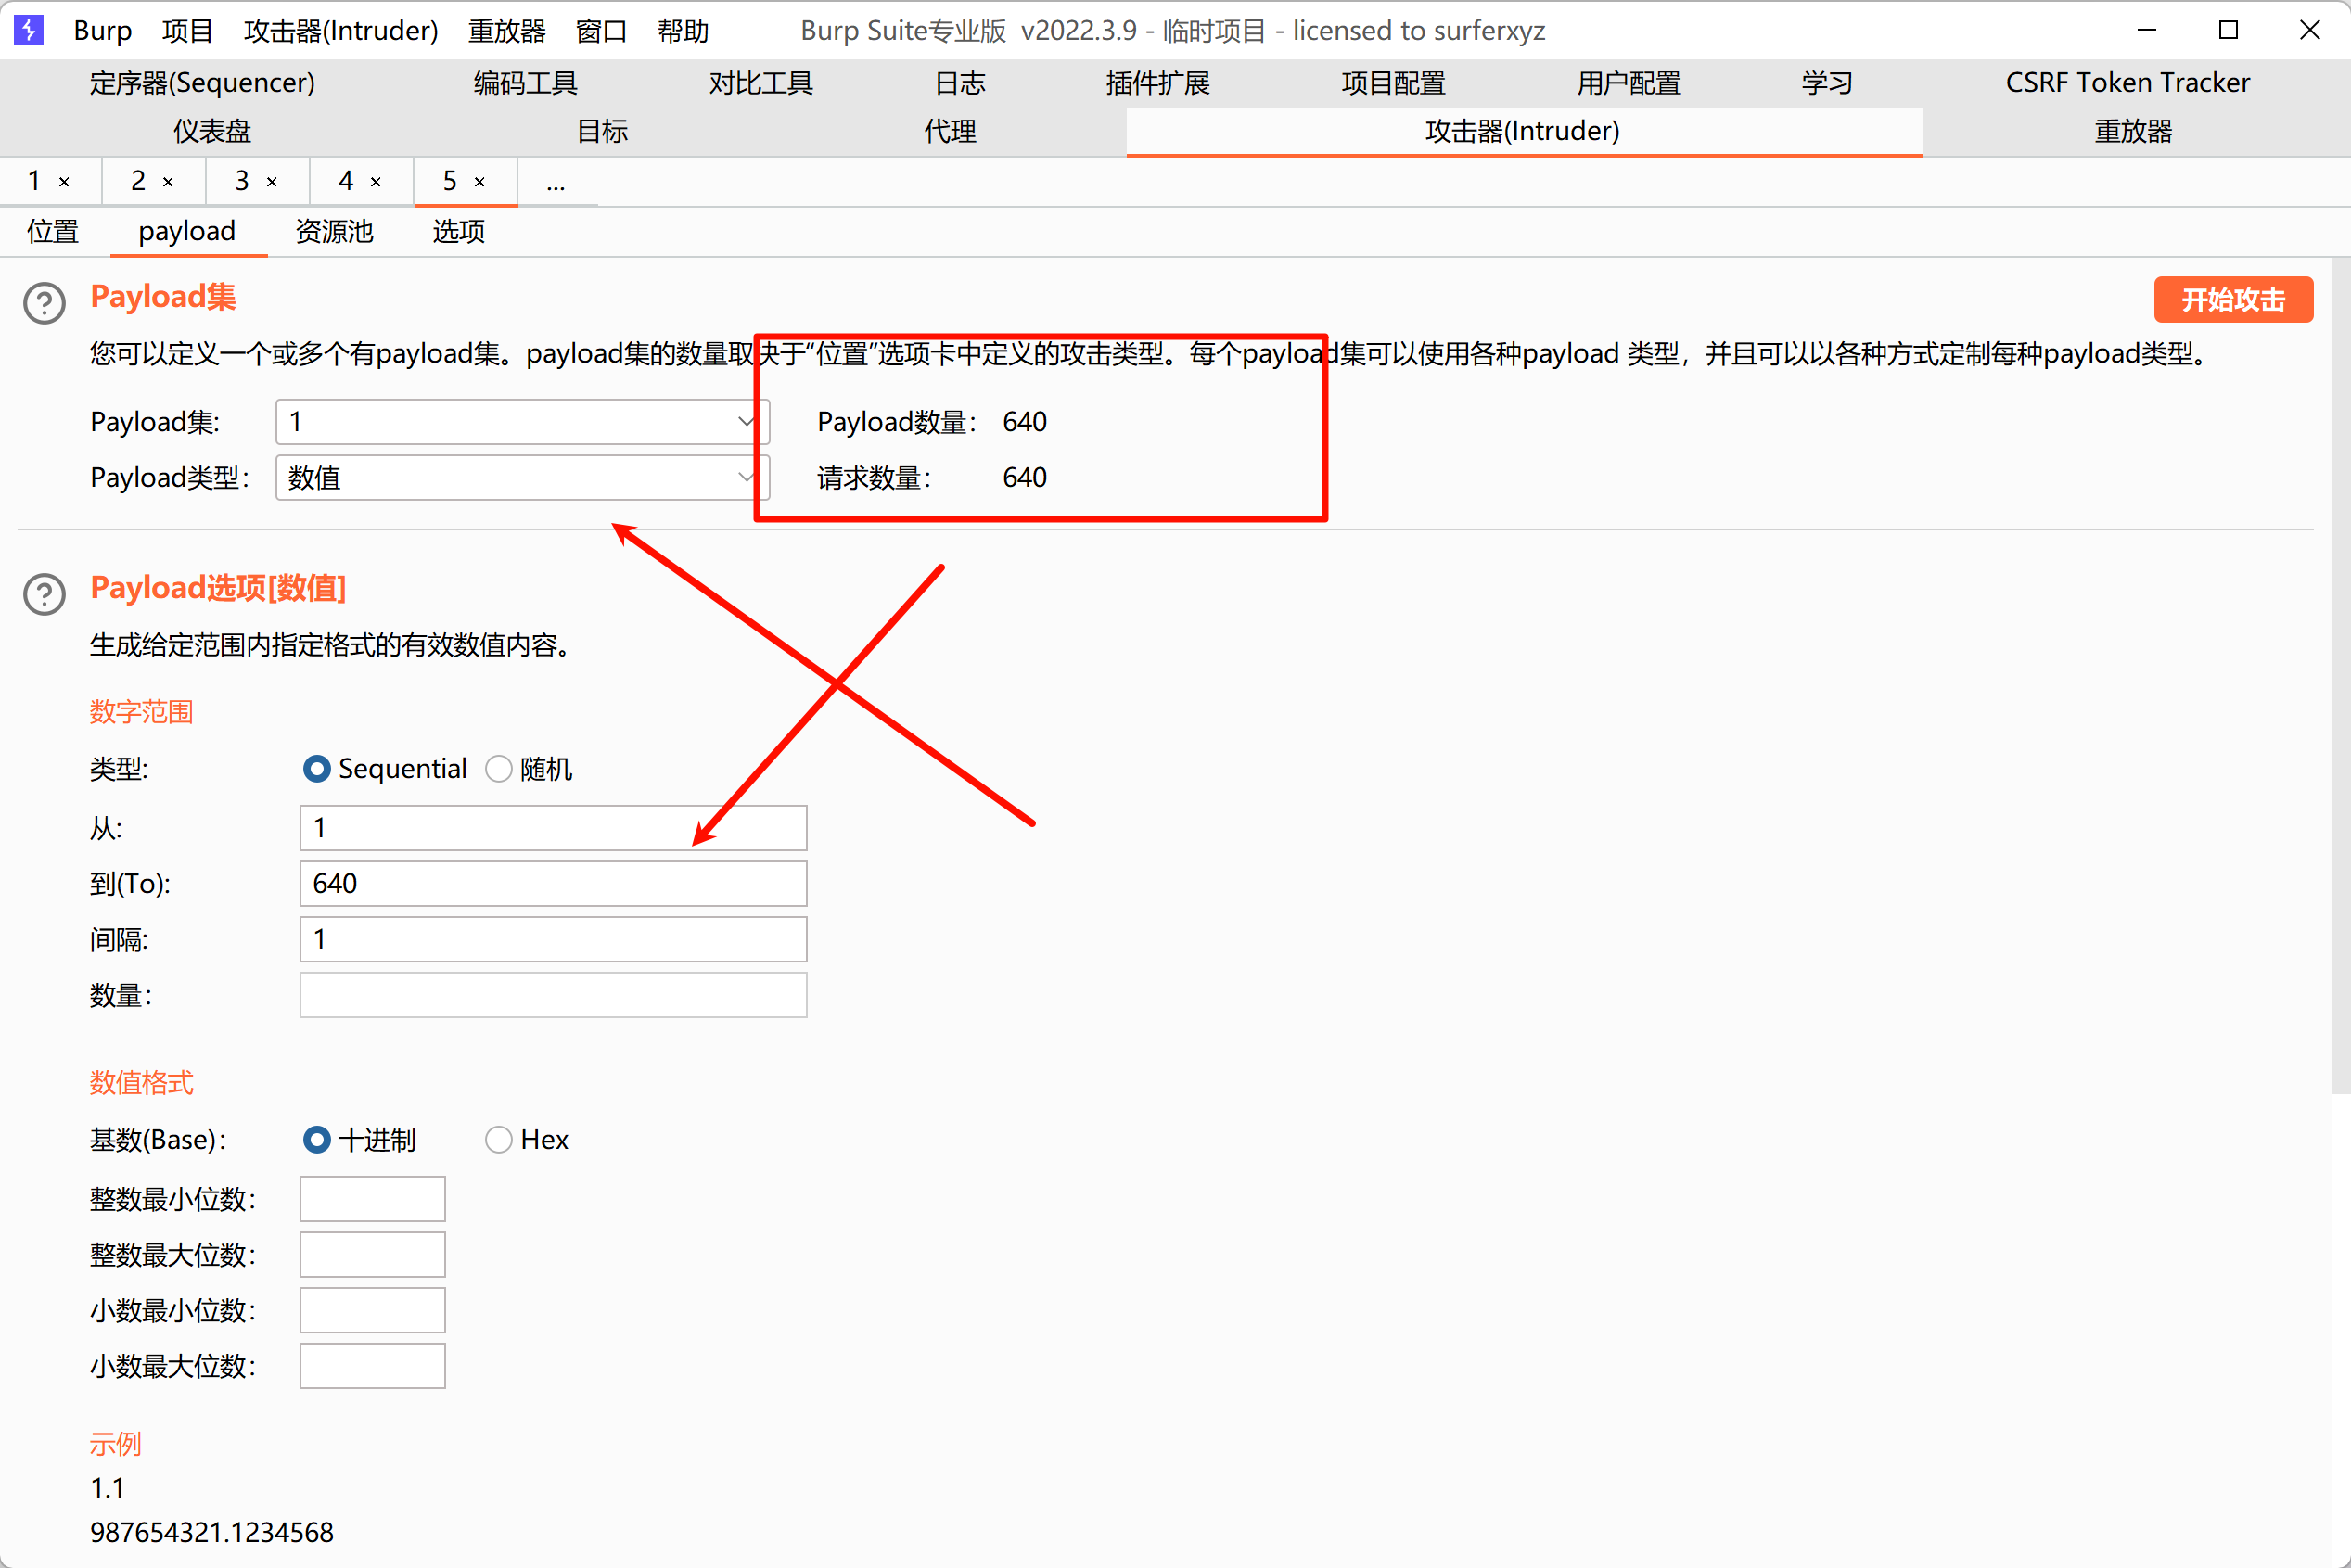 Burp 项目 攻击器(Intruder) 重放器 窗口 帮助 Burp Suite专业版 v2022.3.9 - 临时项目 - licensed to surferxyz
定序器(Sequencer) 编码工具 对比工具 日志 插件扩展 项目配置 用户配置 学习 CSRF Token Tracker
仪表盘 目标 代理 攻击器(Intruder) 重放器
1 × 2 × 3 × 4 × 5 × ...
位置 payload 资源池 选项
Payload集 开始攻击
您可以定义一个或多个有payload集。payload集的数量取决于“位置”选项卡中定义的攻击类型。每个payload集可以使用各种payload 类型，并且可以以各种方式定制每种payload类型。
Payload集: 1 Payload数量： 640
Payload类型： 数值 请求数量： 640
Payload选项[数值]
生成给定范围内指定格式的有效数值内容。
数字范围
类型: Sequential 随机
从: 1
到(To): 640
间隔: 1
数量：
数值格式
基数(Base)： 十进制 Hex
整数最小位数：
整数最大位数：
小数最小位数：
小数最大位数：
示例
1.1
987654321.1234568